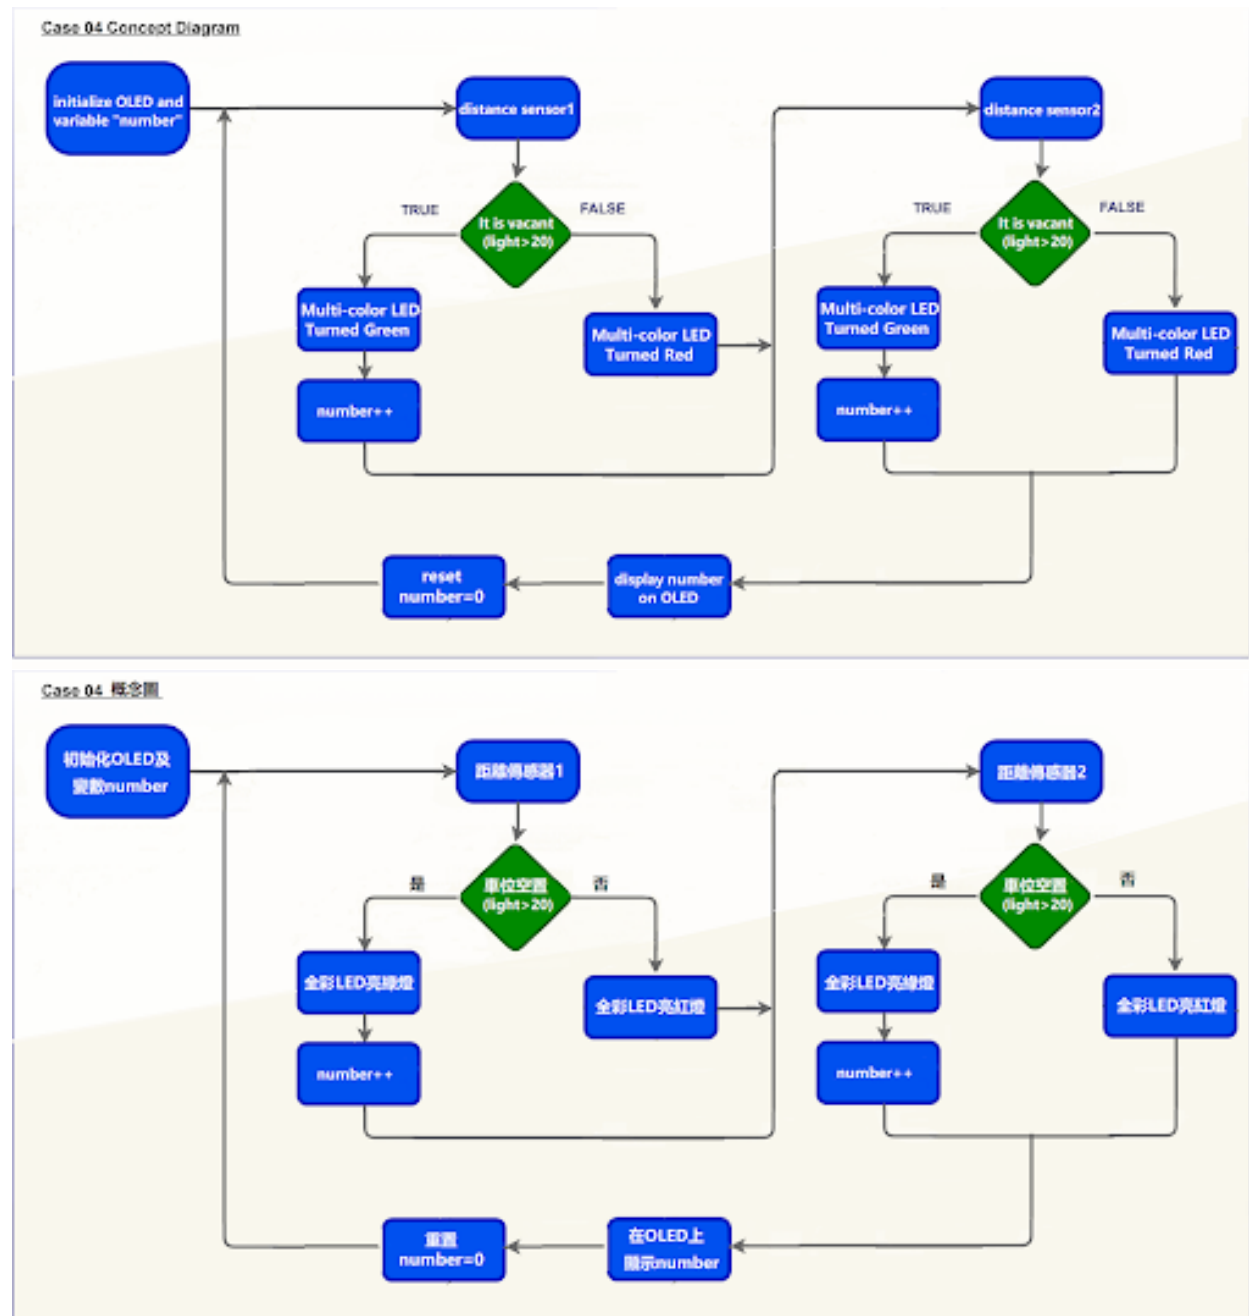 Case 04 Concept Diagram
initialize OLED and
variable "number"
distance sensor1
distance sensor2
TRUE
It is vacant
(light>20)
FALSE
TRUE
It is vacant
(light>20)
FALSE
Multi-color LED
Turned Green
Multi-color LED
Turned Red
Multi-color LED
Turned Green
Multi-color LED
Turned Red
number++
number++
reset
number=0
display number
on OLED
Case 04 概念圖
初始化OLED及
變數number
距離傳感器1
距離傳感器2
是
車位空置
(light>20)
否
是
車位空置
(light>20)
否
全彩LED亮綠燈
全彩LED亮紅燈
全彩LED亮綠燈
全彩LED亮紅燈
number++
number++
重置
number=0
在OLED上
顯示number